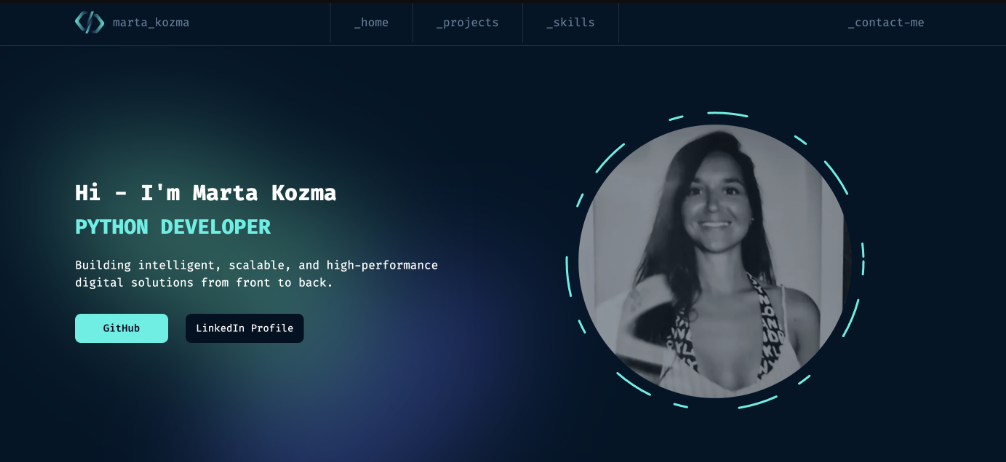 marta_kozma
_home
_projects
_skills
_contact-me
Hi - I'm Marta Kozma
PYTHON DEVELOPER
Building intelligent, scalable, and high-performance
digital solutions from front to back.
GitHub
LinkedIn Profile